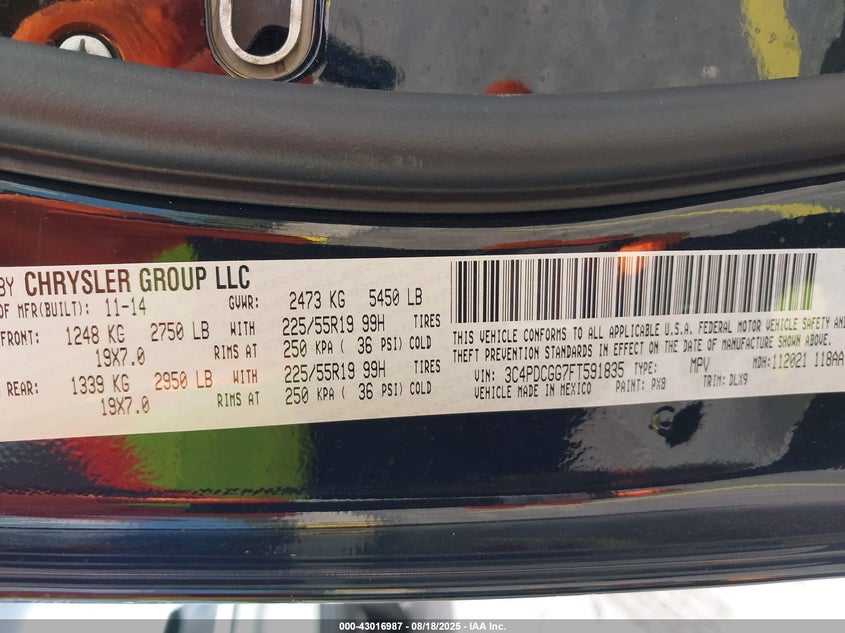 BY CHRYSLER GROUP LLC
OF MFR(BUILT): 11-14 GVWR: 2473 KG 5450 LB
FRONT: 1248 KG 2750 LB WITH 225/55R19 99H TIRES
19X7.0 RIMS AT 250 KPA ( 36 PSI) COLD
REAR: 1339 KG 2950 LB WITH 225/55R19 99H TIRES
19X7.0 RIMS AT 250 KPA ( 36 PSI) COLD
THIS VEHICLE CONFORMS TO ALL APPLICABLE U.S.A. FEDERAL MOTOR VEHICLE SAFETY AND
THEFT PREVENTION STANDARDS IN EFFECT ON THE DATE OF MANUFACTURE SHOWN ABOVE.
VIN: 3C4PDCGG7FT591835 TYPE: MPV MDH: 112021 118AA
VEHICLE MADE IN MEXICO PAINT: PX8 TRIM: DLX9
000-43016987 - 08/18/2025 - IAA Inc.